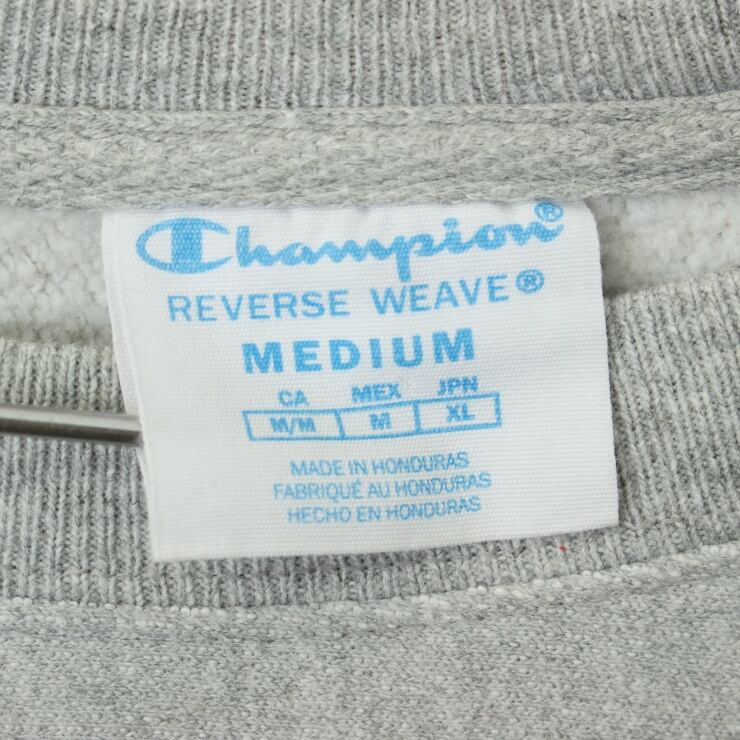 Champion®
REVERSE WEAVE®
MEDIUM
CA MEX JPN
M/M M XL
MADE IN HONDURAS
FABRIQUÉ AU HONDURAS
HECHO EN HONDURAS